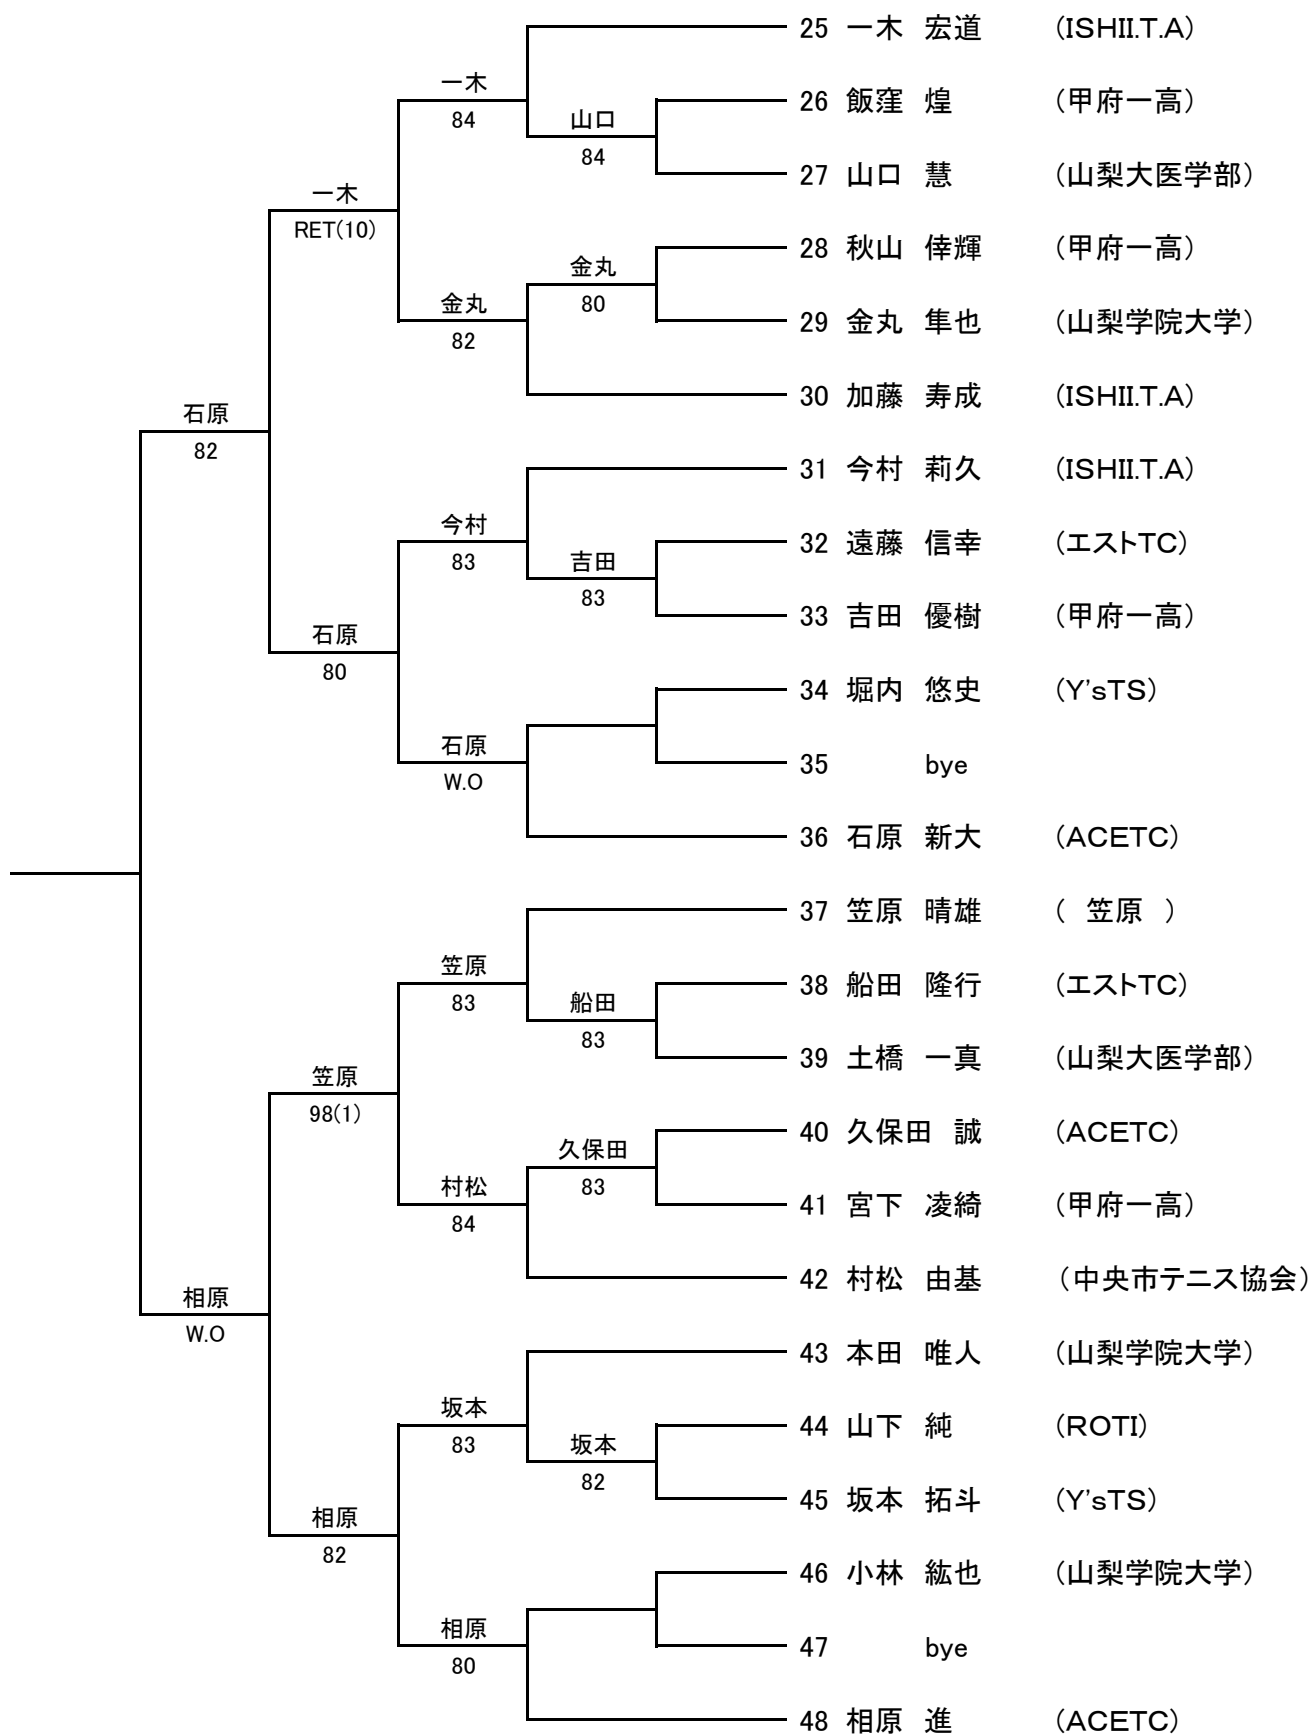 25 一木 宏道 (ISHII.T.A)
一木
84
26 飯窪 煌 (甲府一高)
山口
84
27 山口 慧 (山梨大医学部)
一木
RET(10)
28 秋山 倖輝 (甲府一高)
金丸
80
金丸
82
29 金丸 隼也 (山梨学院大学)
30 加藤 寿成 (ISHII.T.A)
石原
82
31 今村 莉久 (ISHII.T.A)
今村
83
32 遠藤 信幸 (エストTC)
吉田
83
33 吉田 優樹 (甲府一高)
石原
80
34 堀内 悠史 (Y'sTS)
石原
W.O
35 bye
36 石原 新大 (ACETC)
37 笠原 晴雄 ( 笠原 )
笠原
83
38 船田 隆行 (エストTC)
船田
83
39 土橋 一真 (山梨大医学部)
笠原
98(1)
40 久保田 誠 (ACETC)
久保田
83
村松
84
41 宮下 凌綺 (甲府一高)
42 村松 由基 (中央市テニス協会)
相原
W.O
43 本田 唯人 (山梨学院大学)
坂本
83
44 山下 純 (ROTI)
坂本
82
45 坂本 拓斗 (Y'sTS)
相原
82
46 小林 紘也 (山梨学院大学)
相原
80
47 bye
48 相原 進 (ACETC)